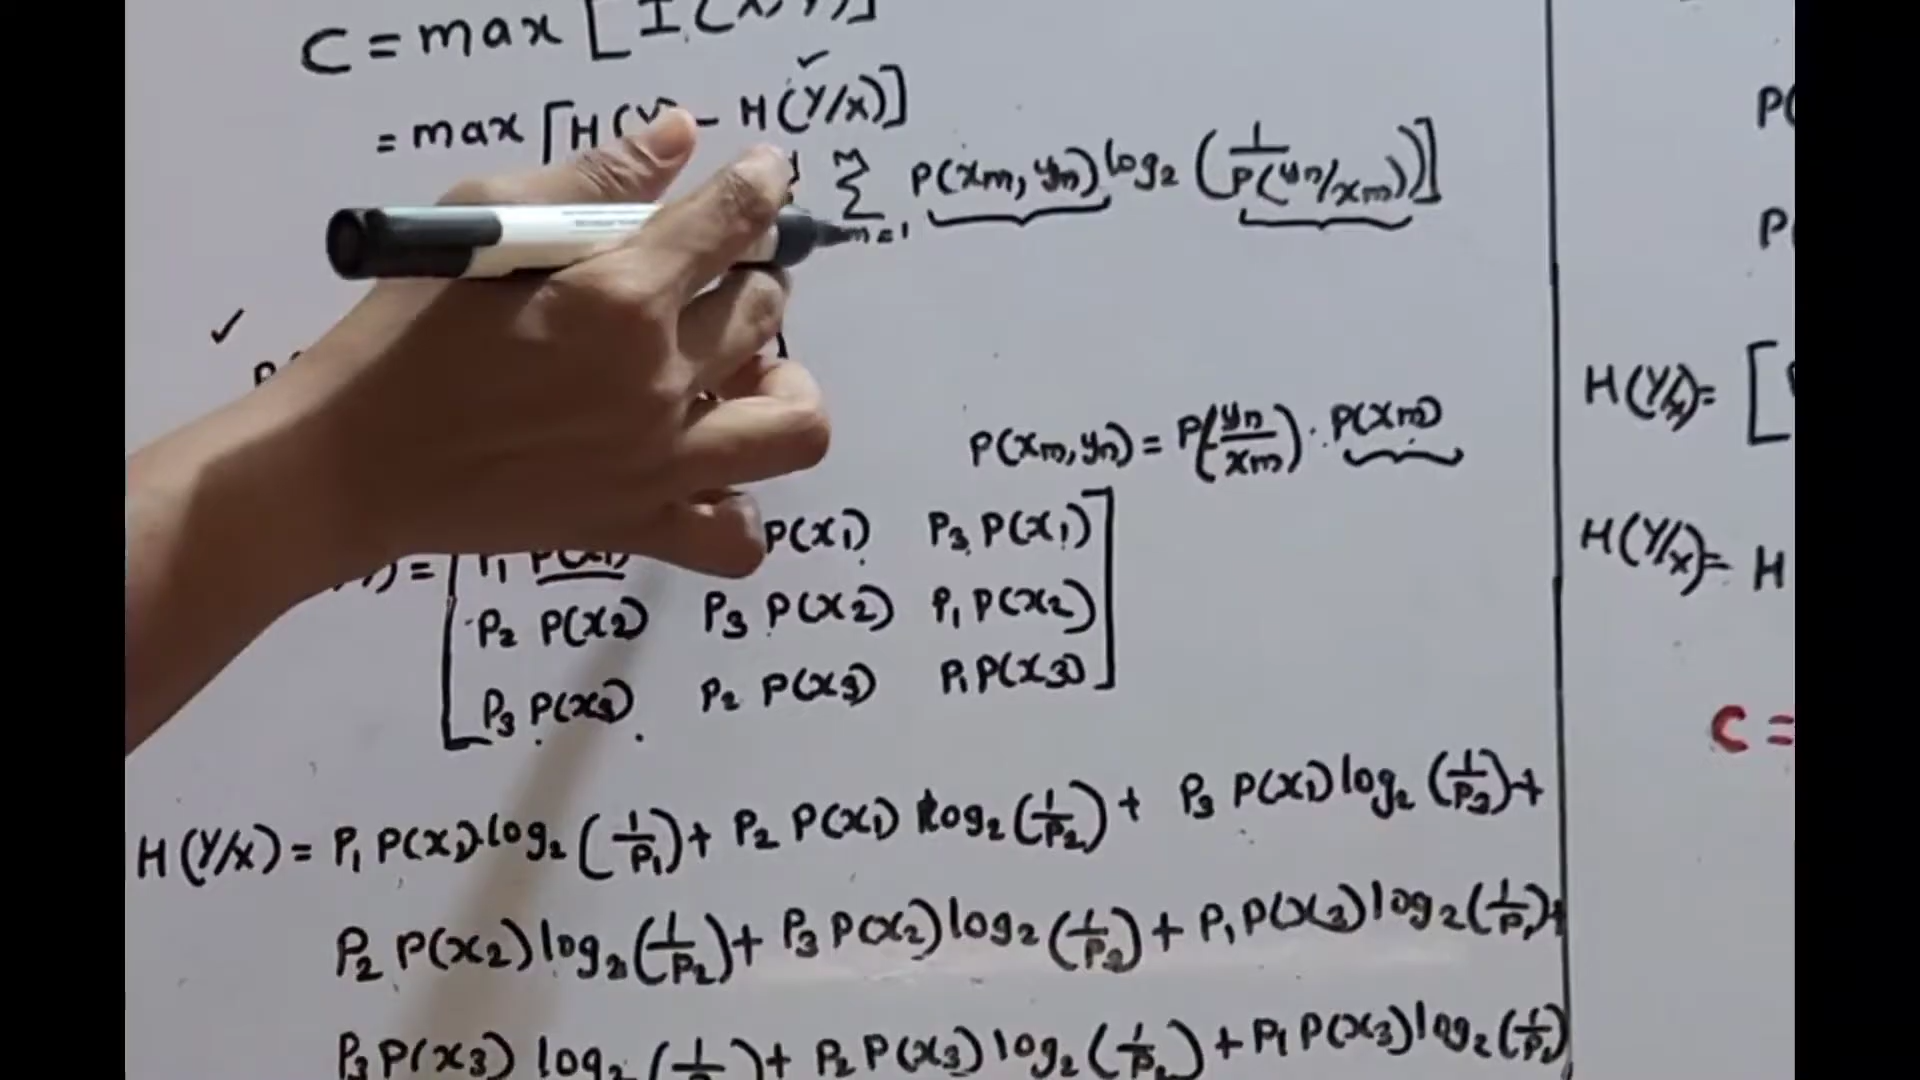 C = max [I(X,Y)]
= max [H(Y) - H(Y/X)]
Σ P(xm, yn) log2 (1/P(yn/xm))]
m=1
✓
P(xm,yn) = P(yn/xm) · P(xm)
= [P1 P(x1) P(x1) P3 P(x1)]
P2 P(x2) P3 P(x2) P1 P(x2)
P3 P(x3) P2 P(x3) P1 P(x3)
H(Y/X) = P1 P(x1) log2 (1/P1) + P2 P(x1) log2 (1/P2) + P3 P(x1) log2 (1/P3) +
P2 P(x2) log2 (1/P2) + P3 P(x2) log2 (1/P3) + P1 P(x3) log2 (1/P1) +
P3 P(x3) log2 (1/ ) + P2 P(x3) log2 (1/P2) + P1 P(x3) log2 (1/P1)
P(
P(
H(Y/X) = [
H(Y/X) = H
C =